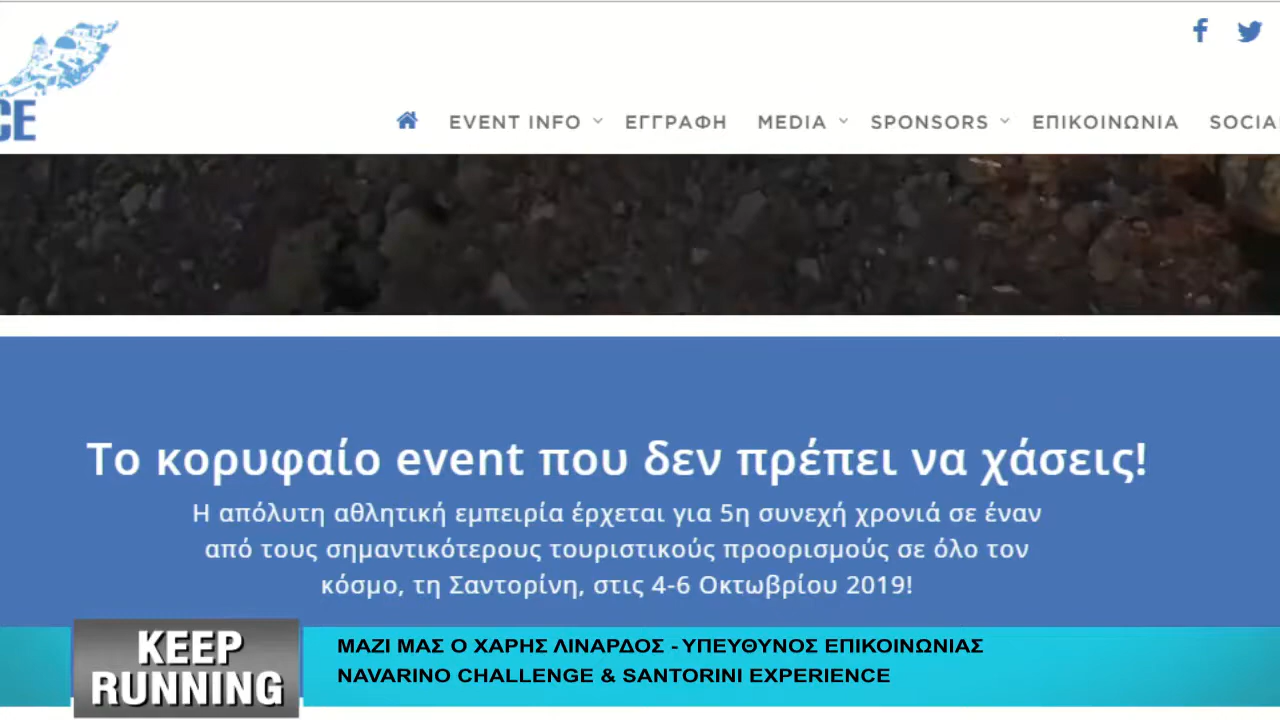 CE
EVENT INFO ΕΓΓΡΑΦΗ MEDIA SPONSORS ΕΠΙΚΟΙΝΩΝΙΑ SOCIA
Το κορυφαίο event που δεν πρέπει να χάσεις!
Η απόλυτη αθλητική εμπειρία έρχεται για 5η συνεχή χρονιά σε έναν
από τους σημαντικότερους τουριστικούς προορισμούς σε όλο τον
κόσμο, τη Σαντορίνη, στις 4-6 Οκτωβρίου 2019!
KEEP
RUNNING
ΜΑΖΙ ΜΑΣ Ο ΧΑΡΗΣ ΛΙΝΑΡΔΟΣ - ΥΠΕΥΘΥΝΟΣ ΕΠΙΚΟΙΝΩΝΙΑΣ
NAVARINO CHALLENGE & SANTORINI EXPERIENCE